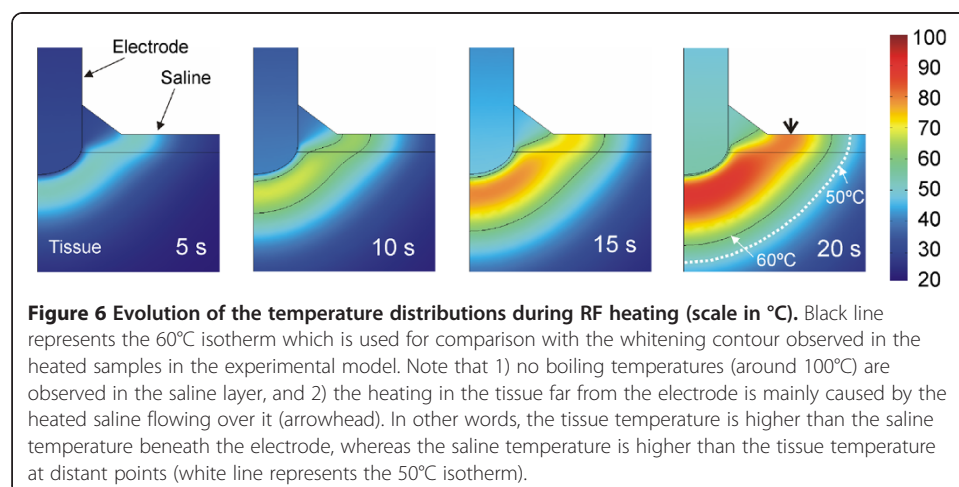 Electrode
Saline
Tissue
5 s
10 s
15 s
20 s
50ºC
60ºC
100
90
80
70
60
50
40
30
20
Figure 6 Evolution of the temperature distributions during RF heating (scale in °C). Black line
represents the 60°C isotherm which is used for comparison with the whitening contour observed in the
heated samples in the experimental model. Note that 1) no boiling temperatures (around 100°C) are
observed in the saline layer, and 2) the heating in the tissue far from the electrode is mainly caused by the
heated saline flowing over it (arrowhead). In other words, the tissue temperature is higher than the saline
temperature beneath the electrode, whereas the saline temperature is higher than the tissue temperature
at distant points (white line represents the 50°C isotherm).